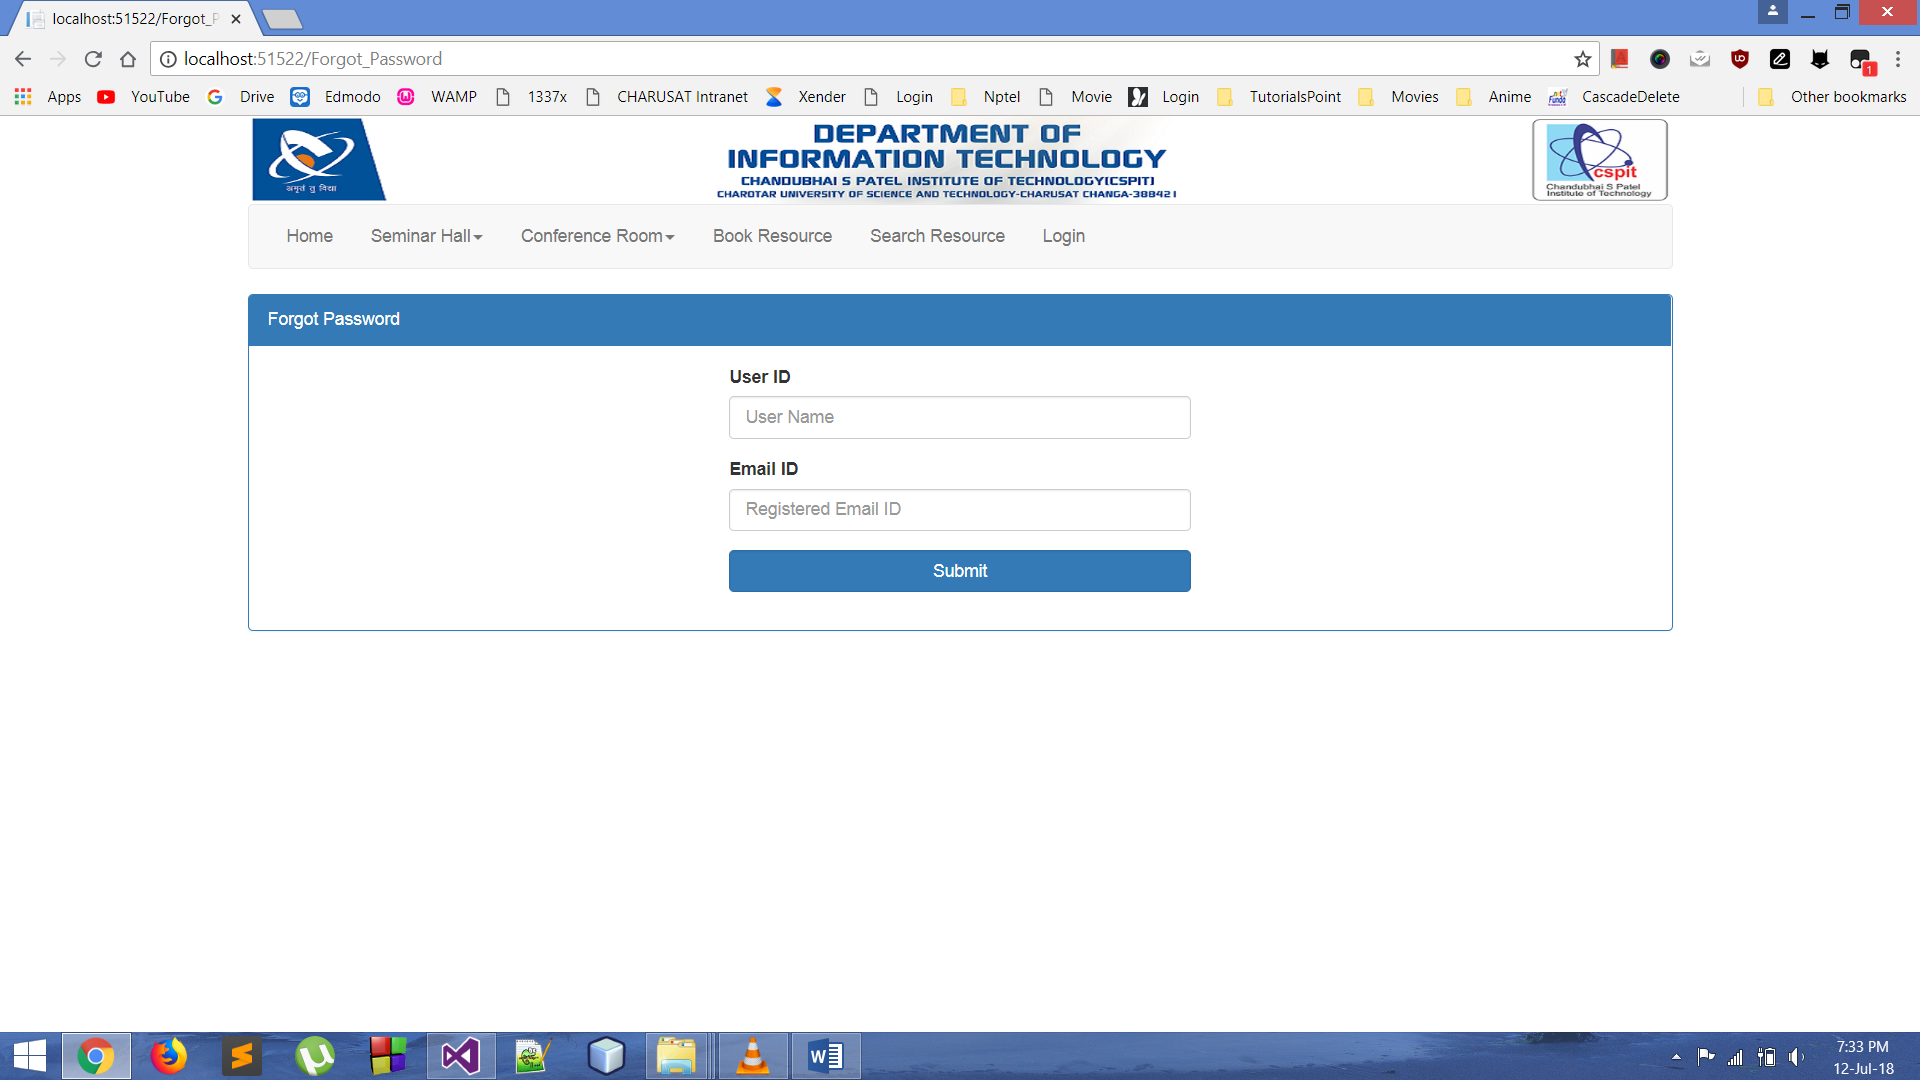 localhost:51522/Forgot_P
localhost:51522/Forgot_Password
1
Apps YouTube Drive Edmodo WAMP 1337x CHARUSAT Intranet Xender Login Nptel Movie Login TutorialsPoint Movies Anime CascadeDelete Other bookmarks
अमृतं तु विद्या
DEPARTMENT OF
INFORMATION TECHNOLOGY
CHANDUBHAI S PATEL INSTITUTE OF TECHNOLOGY(CSPIT)
CHAROTAR UNIVERSITY OF SCIENCE AND TECHNOLOGY-CHARUSAT CHANGA-388421
cspit
Chandubhai S Patel
Institute of Technology
Home Seminar Hall Conference Room Book Resource Search Resource Login
Forgot Password
User ID
User Name
Email ID
Registered Email ID
Submit
7:33 PM
12-Jul-18